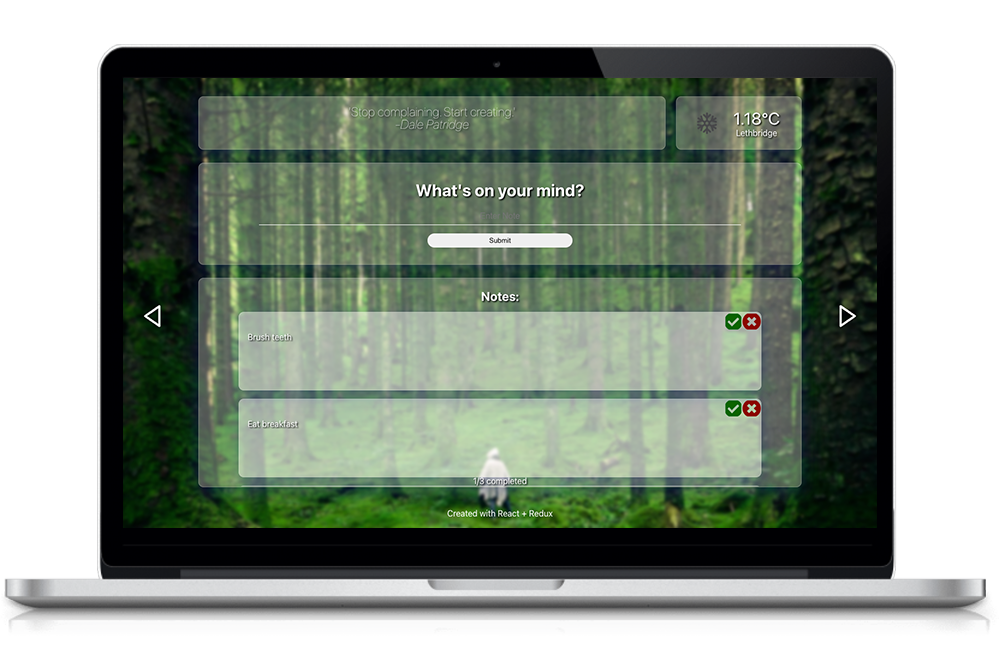 'Stop complaining. Start creating.'
-Dale Patridge
1.18°C
Lethbridge
What's on your mind?
Submit
Notes:
Brush teeth
Eat breakfast
1/3 completed
Created with React + Redux